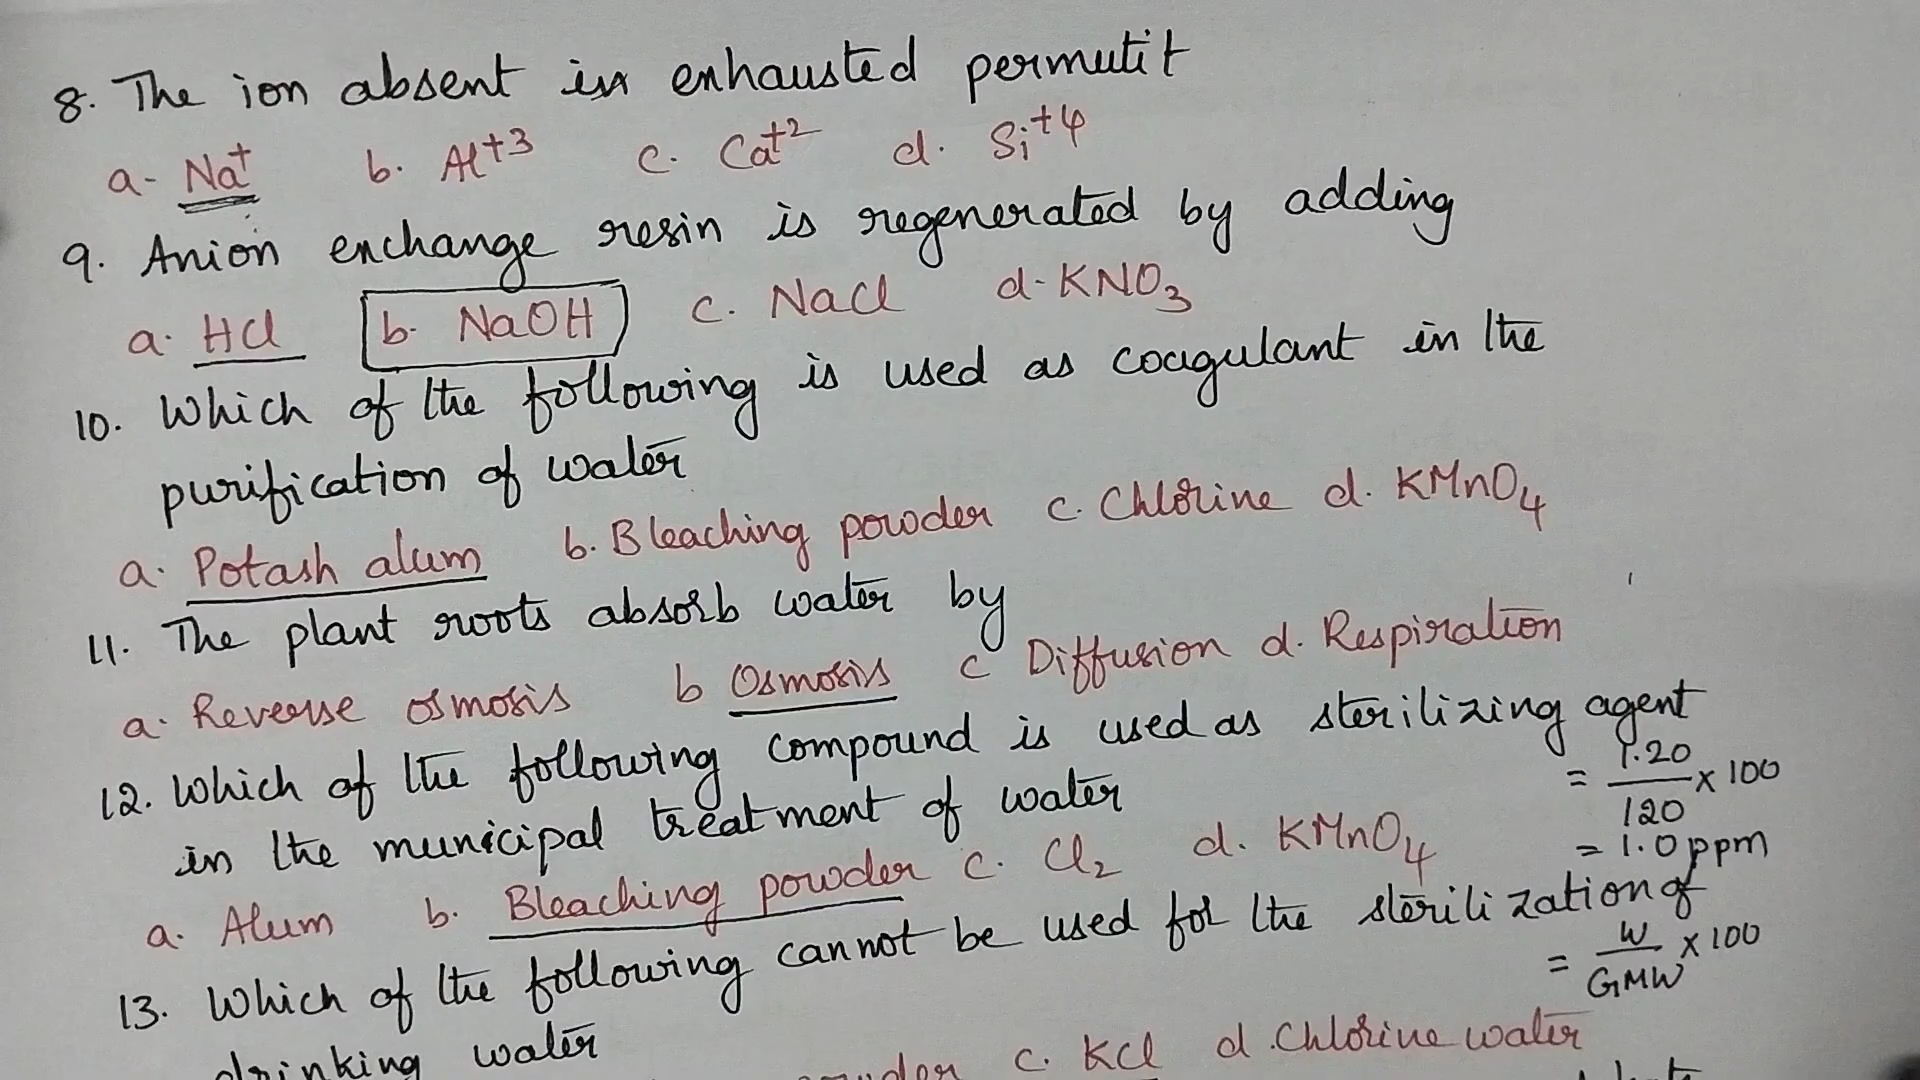 8. The ion absent in exhausted permutit
a- Na+ b. Al+3 c. Ca+2 d. Si+4
9. Anion exchange resin is regenerated by adding
a. HCl b. NaOH c. NaCl d- KNO3
10. Which of the following is used as coagulant in the
purification of water
a. Potash alum b. Bleaching powder c. Chlorine d. KMnO4
11. The plant roots absorb water by
a. Reverse osmosis b Osmosis c Diffusion d. Respiration
12. Which of the following compound is used as sterilizing agent
in the municipal treatment of water
a. Alum b. Bleaching powder c. Cl2 d. KMnO4
= 1.20/120 x 100
= 1.0 ppm
13. Which of the following cannot be used for the sterilization of
drinking water
= W/GMW x 100
powder c. KCl d. Chlorine water